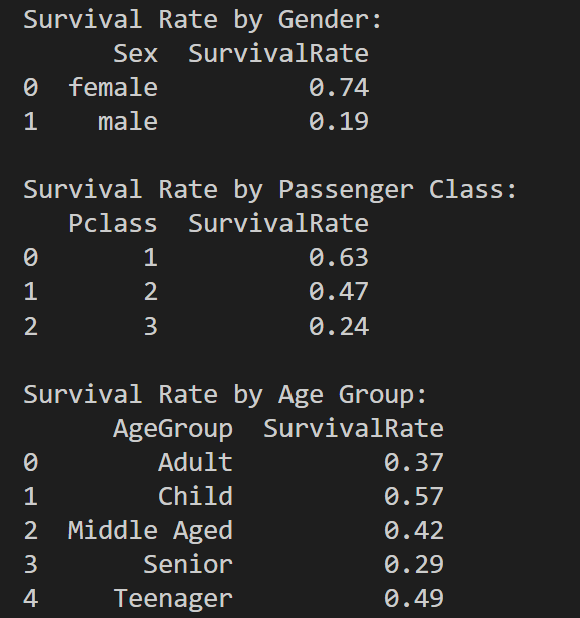 Survival Rate by Gender:
      Sex  SurvivalRate
0  female          0.74
1    male          0.19

Survival Rate by Passenger Class:
   Pclass  SurvivalRate
0       1          0.63
1       2          0.47
2       3          0.24

Survival Rate by Age Group:
      AgeGroup  SurvivalRate
0        Adult          0.37
1        Child          0.57
2  Middle Aged          0.42
3       Senior          0.29
4     Teenager          0.49